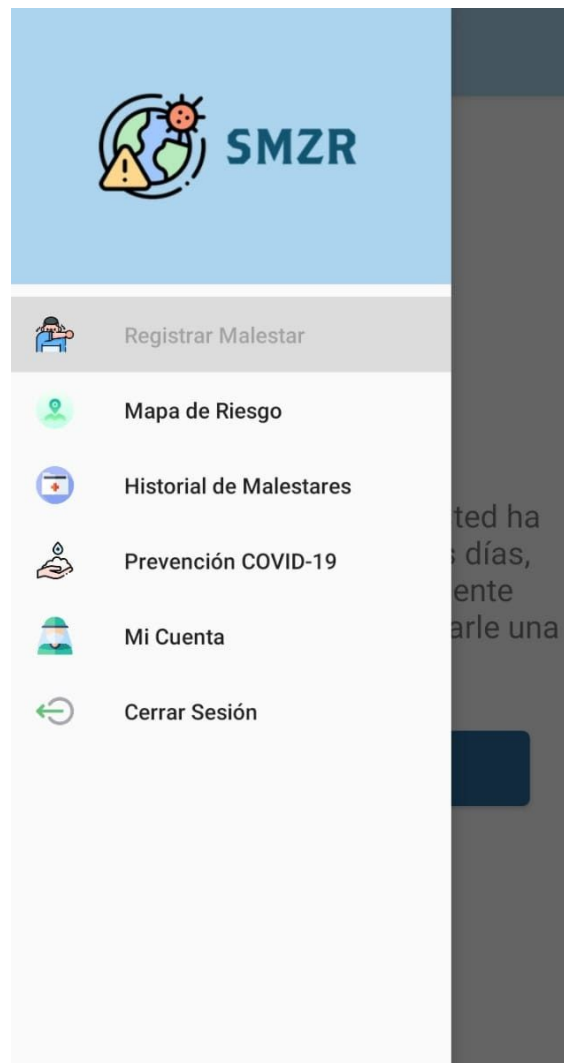 SMZR
Registrar Malestar
Mapa de Riesgo
Historial de Malestares
Prevención COVID-19
Mi Cuenta
Cerrar Sesión
ted ha
días,
ente
arle una